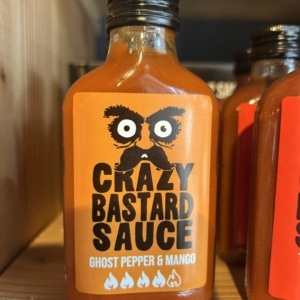 CRAZY
BASTARD
SAUCE
GHOST PEPPER & MANGO